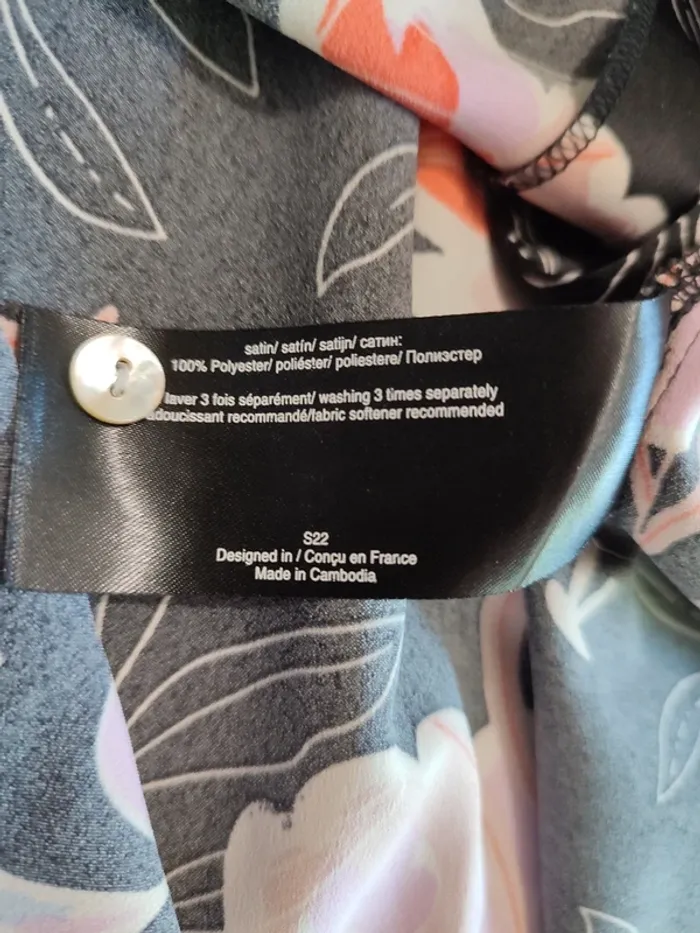 satin/ satín/ satijn/ сатин:
100% Polyester/ poliéster/ poliestere/ Полиэстер
laver 3 fois séparément/ washing 3 times separately
adoucissant recommandé/fabric softener recommended
S22
Designed in / Conçu en France
Made in Cambodia